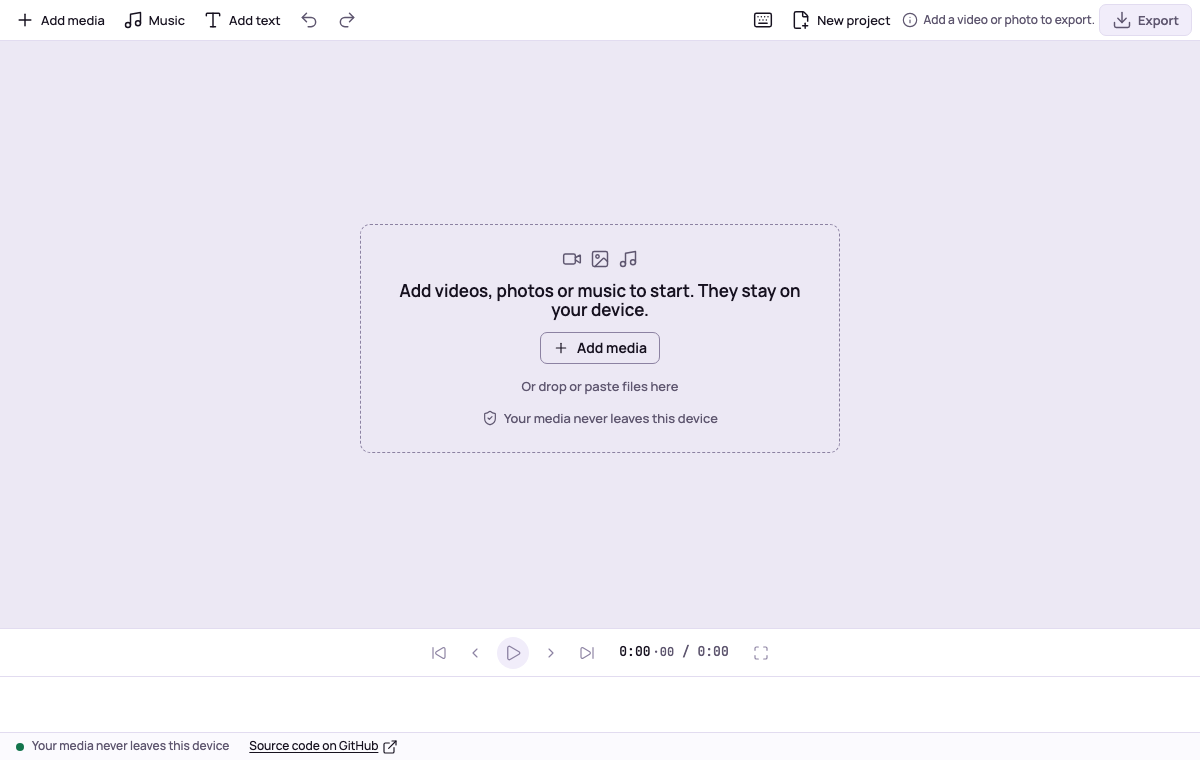 Add media
Music
Add text
New project
Add a video or photo to export.
Export
Add videos, photos or music to start. They stay on
your device.
Add media
Or drop or paste files here
Your media never leaves this device
0:00·00 / 0:00
Your media never leaves this device
Source code on GitHub